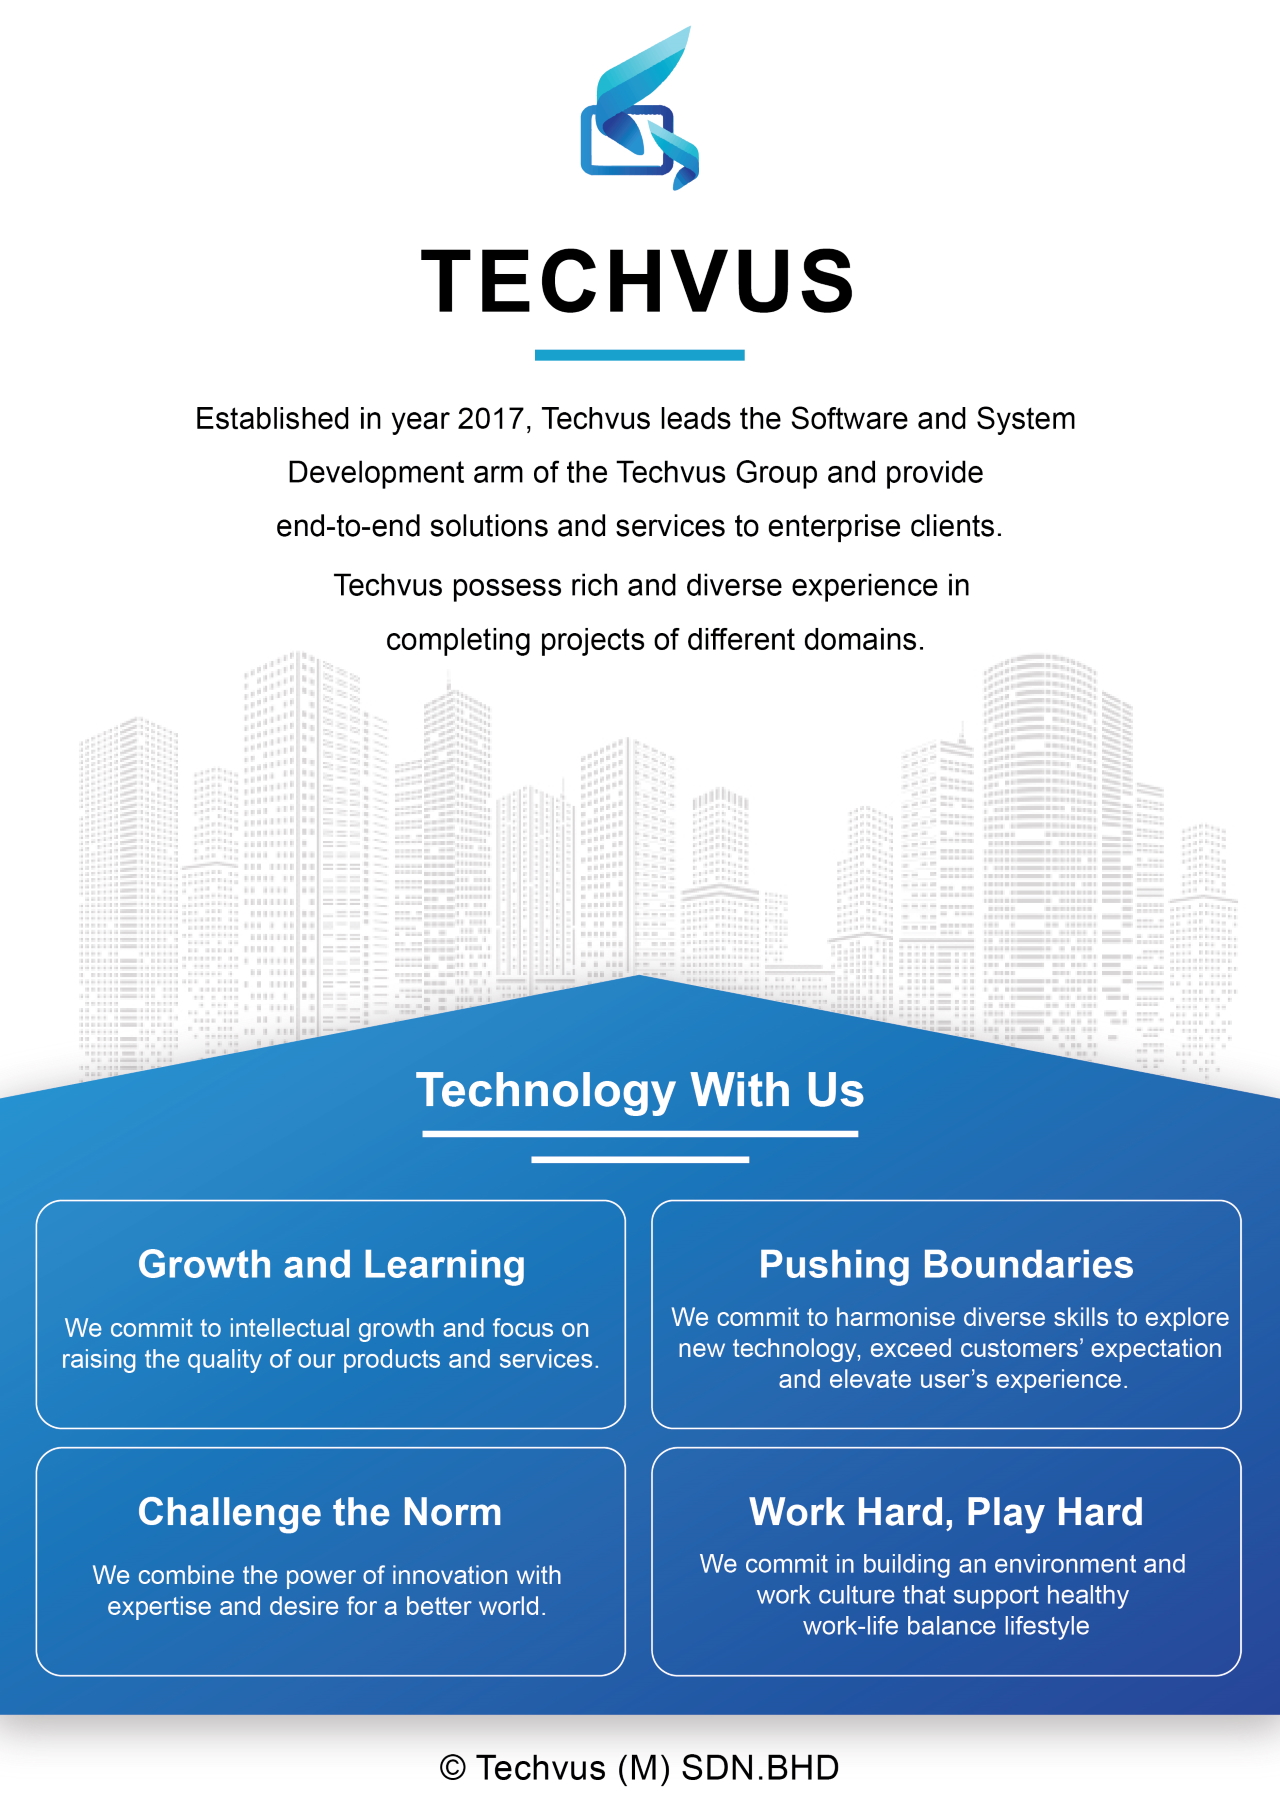 TECHVUS
Established in year 2017, Techvus leads the Software and System
Development arm of the Techvus Group and provide
end-to-end solutions and services to enterprise clients.
Techvus possess rich and diverse experience in
completing projects of different domains.
Technology With Us
Growth and Learning
We commit to intellectual growth and focus on
raising the quality of our products and services.
Pushing Boundaries
We commit to harmonise diverse skills to explore
new technology, exceed customers’ expectation
and elevate user’s experience.
Challenge the Norm
We combine the power of innovation with
expertise and desire for a better world.
Work Hard, Play Hard
We commit in building an environment and
work culture that support healthy
work-life balance lifestyle
© Techvus (M) SDN.BHD